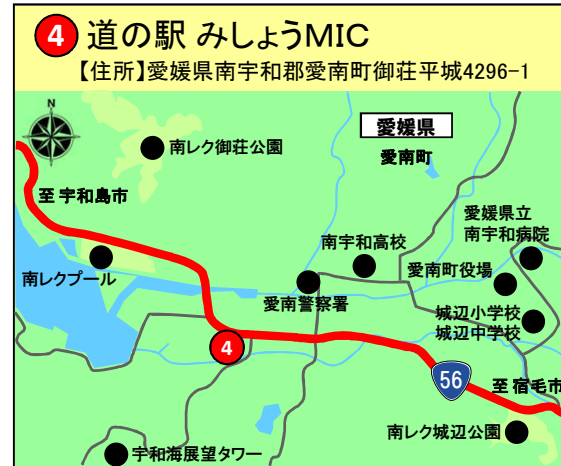 4 道の駅 みしょうMIC
【住所】愛媛県南宇和郡愛南町御荘平城4296-1
N
愛媛県
愛南町
南レク御荘公園
至 宇和島市
愛媛県立
南宇和病院
南宇和高校
愛南町役場
南レクプール
愛南警察署
城辺小学校
城辺中学校
4
56
至 宿毛市
南レク城辺公園
宇和海展望タワー